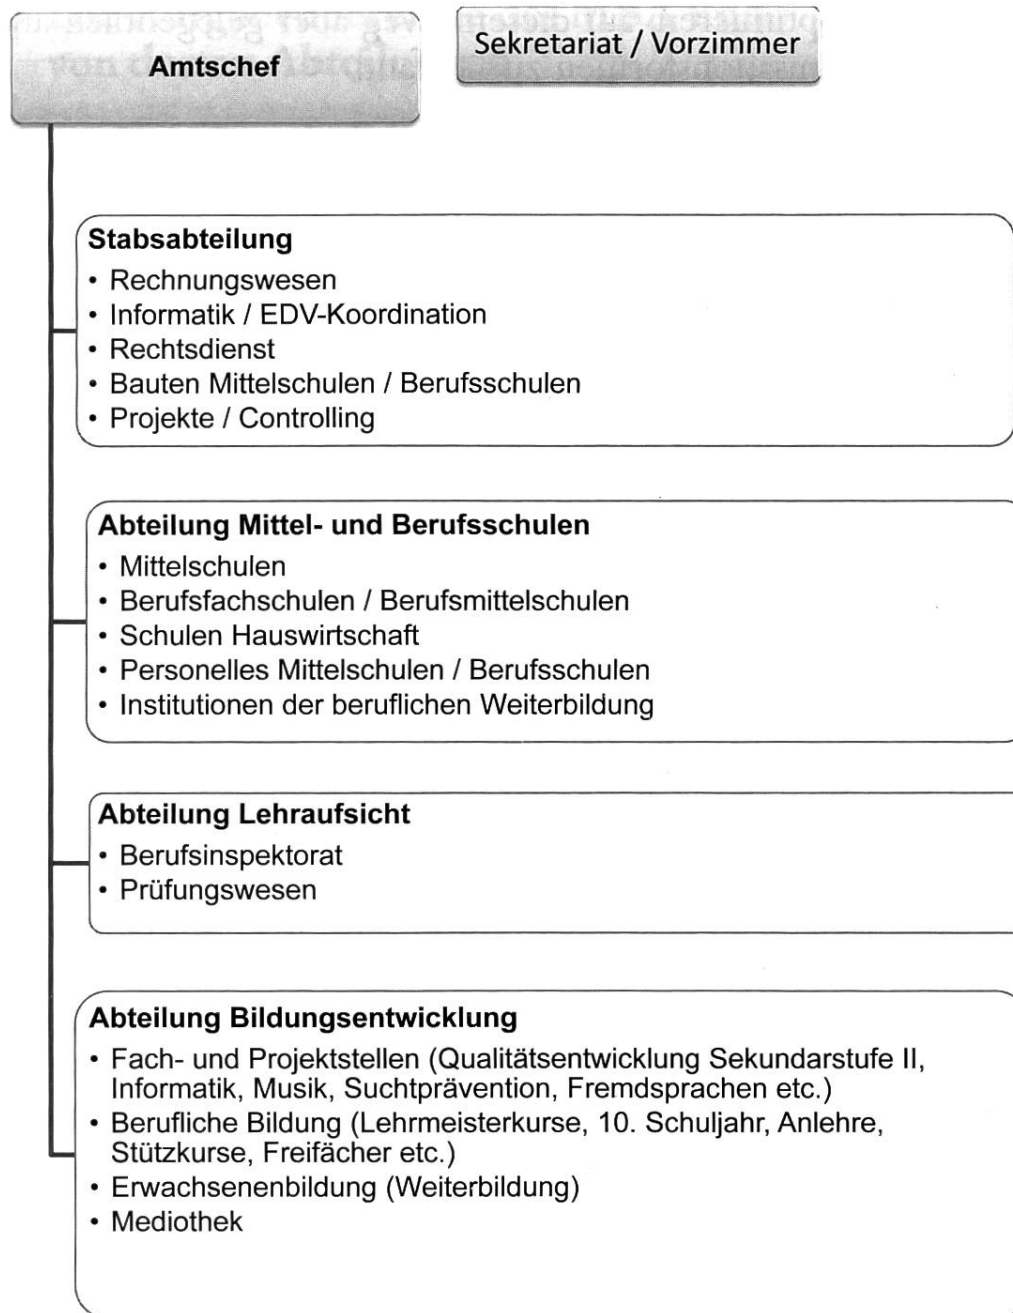 Amtschef
Sekretariat / Vorzimmer
Stabsabteilung
• Rechnungswesen
• Informatik / EDV-Koordination
• Rechtsdienst
• Bauten Mittelschulen / Berufsschulen
• Projekte / Controlling
Abteilung Mittel- und Berufsschulen
• Mittelschulen
• Berufsfachschulen / Berufsmittelschulen
• Schulen Hauswirtschaft
• Personelles Mittelschulen / Berufsschulen
• Institutionen der beruflichen Weiterbildung
Abteilung Lehraufsicht
• Berufsinspektorat
• Prüfungswesen
Abteilung Bildungsentwicklung
• Fach- und Projektstellen (Qualitätsentwicklung Sekundarstufe II,
Informatik, Musik, Suchtprävention, Fremdsprachen etc.)
• Berufliche Bildung (Lehrmeisterkurse, 10. Schuljahr, Anlehre,
Stützkurse, Freifächer etc.)
• Erwachsenenbildung (Weiterbildung)
• Mediothek